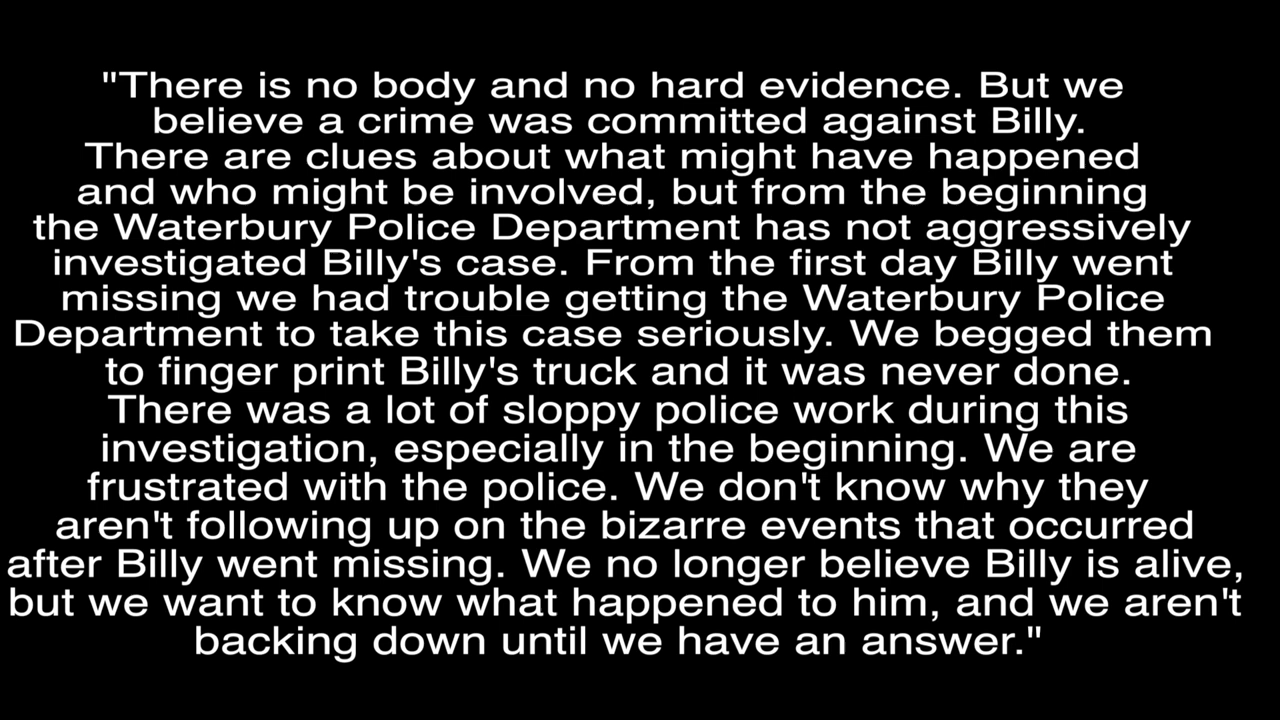 "There is no body and no hard evidence. But we
believe a crime was committed against Billy.
There are clues about what might have happened
and who might be involved, but from the beginning
the Waterbury Police Department has not aggressively
investigated Billy's case. From the first day Billy went
missing we had trouble getting the Waterbury Police
Department to take this case seriously. We begged them
to finger print Billy's truck and it was never done.
There was a lot of sloppy police work during this
investigation, especially in the beginning. We are
frustrated with the police. We don't know why they
aren't following up on the bizarre events that occurred
after Billy went missing. We no longer believe Billy is alive,
but we want to know what happened to him, and we aren't
backing down until we have an answer."